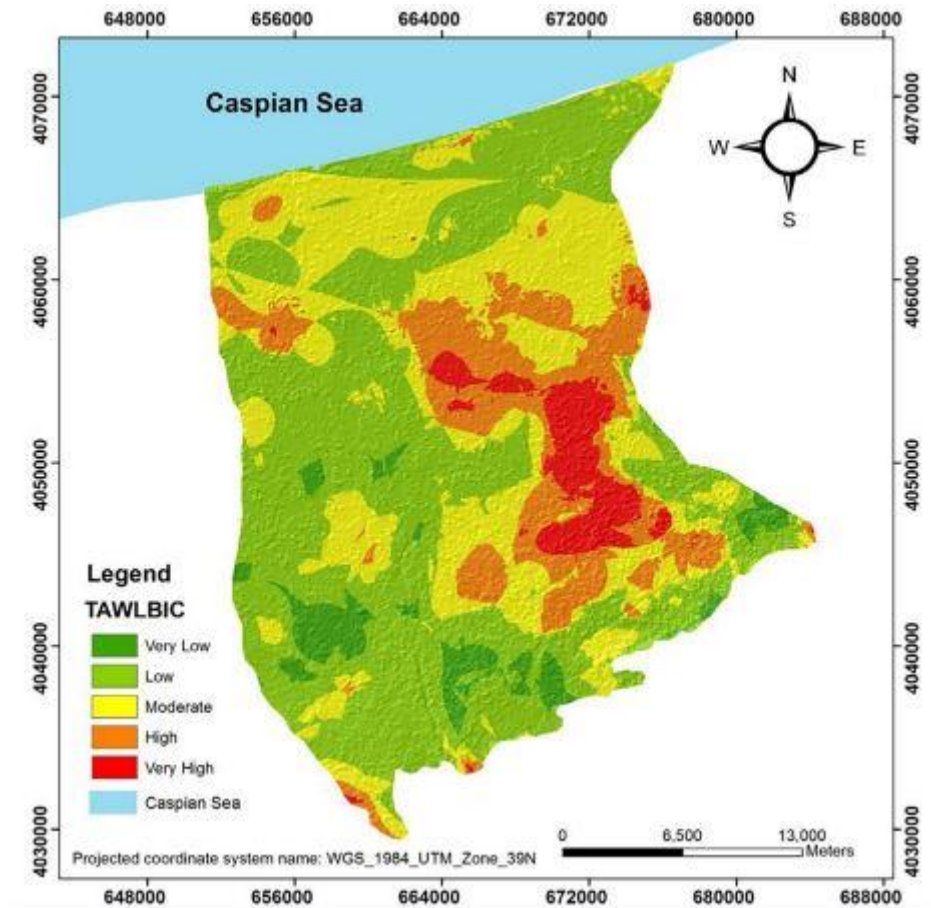 648000 656000 664000 672000 680000 688000
Caspian Sea
N
W E
S
4070000 4070000
4060000 4060000
4050000 4050000
4040000 4040000
4030000 4030000
Legend
TAWLBIC
Very Low
Low
Moderate
High
Very High
Caspian Sea
0 6,500 13,000
Meters
Projected coordinate system name: WGS_1984_UTM_Zone_39N
648000 656000 664000 672000 680000 688000